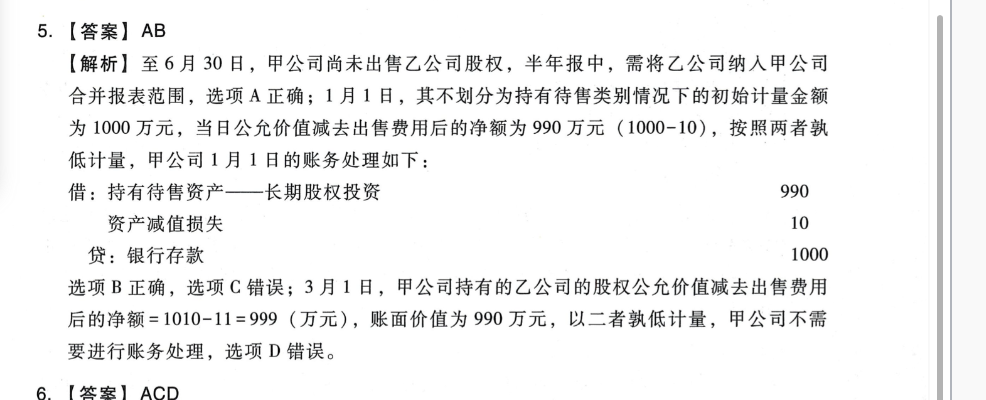 5. 【答案】 AB
【解析】至 6 月 30 日，甲公司尚未出售乙公司股权，半年报中，需将乙公司纳入甲公司
合并报表范围，选项 A 正确；1 月 1 日，其不划分为持有待售类别情况下的初始计量金额
为 1000 万元，当日公允价值减去出售费用后的净额为 990 万元（1000-10），按照两者孰
低计量，甲公司 1 月 1 日的账务处理如下：
借：持有待售资产——长期股权投资 990
资产减值损失 10
贷：银行存款 1000
选项 B 正确，选项 C 错误；3 月 1 日，甲公司持有的乙公司的股权公允价值减去出售费用
后的净额=1010-11=999（万元），账面价值为 990 万元，以二者孰低计量，甲公司不需
要进行账务处理，选项 D 错误。
6. 【答案】 ACD